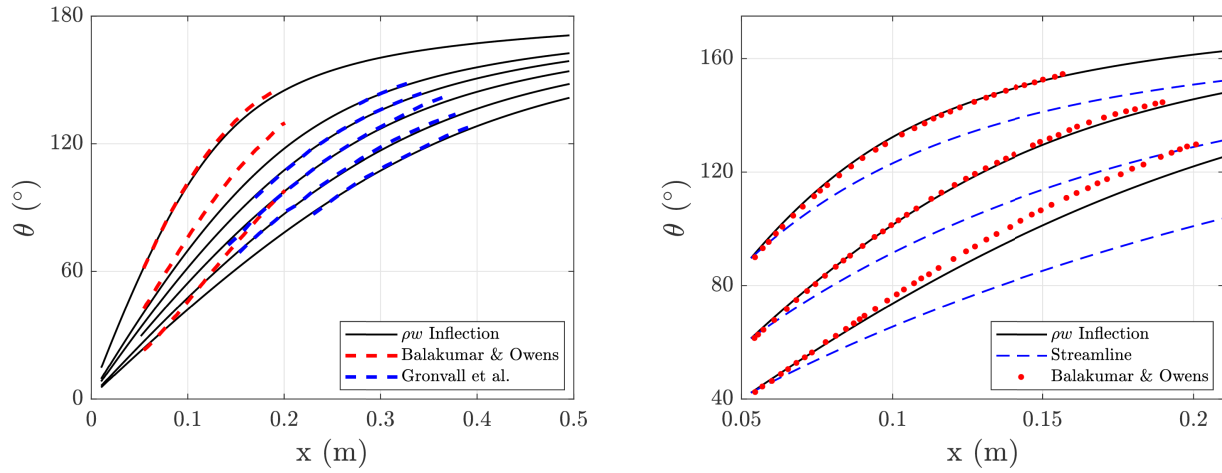 180
120
60
0
θ (°)
0
0.1
0.2
0.3
0.4
0.5
x (m)
ρw Inflection
Balakumar & Owens
Gronvall et al.
160
120
80
40
θ (°)
0.05
0.1
0.15
0.2
x (m)
ρw Inflection
Streamline
Balakumar & Owens